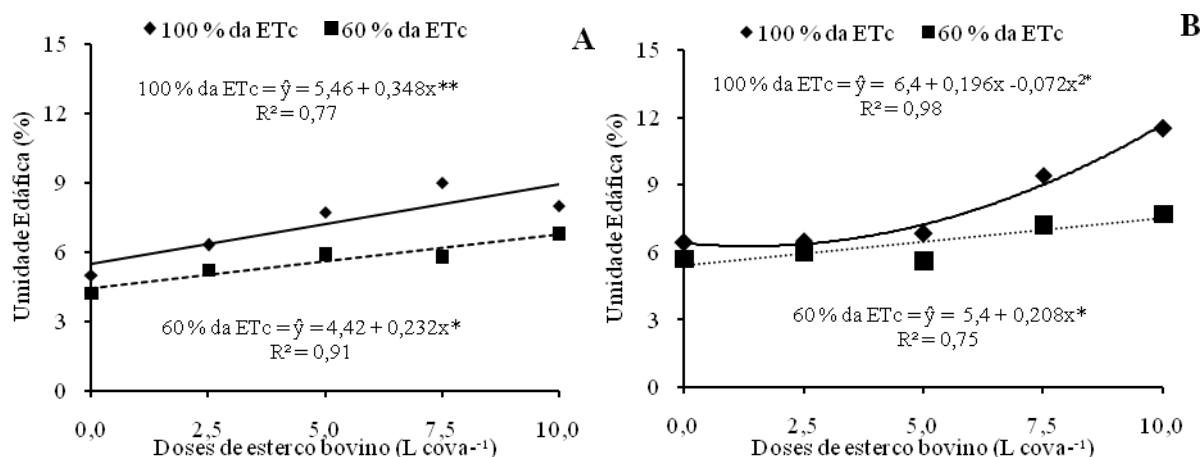 100 % da ETc 60 % da ETc
A
100 % da ETc = ŷ = 5,46 + 0,348x**
R² = 0,77
60 % da ETc = ŷ = 4,42 + 0,232x*
R² = 0,91
Umidade Edáfica (%)
15
12
9
6
3
0
0,0 2,5 5,0 7,5 10,0
Doses de esterco bovino (L cova-⁻¹)
100 % da ETc 60 % da ETc
B
100 % da ETc = ŷ = 6,4 + 0,196x -0,072x²*
R² = 0,98
60 % da ETc = ŷ = 5,4 + 0,208x*
R² = 0,75
Umidade Edáfica (%)
15
12
9
6
3
0
0,0 2,5 5,0 7,5 10,0
Doses de esterco bovino (L cova-⁻¹)